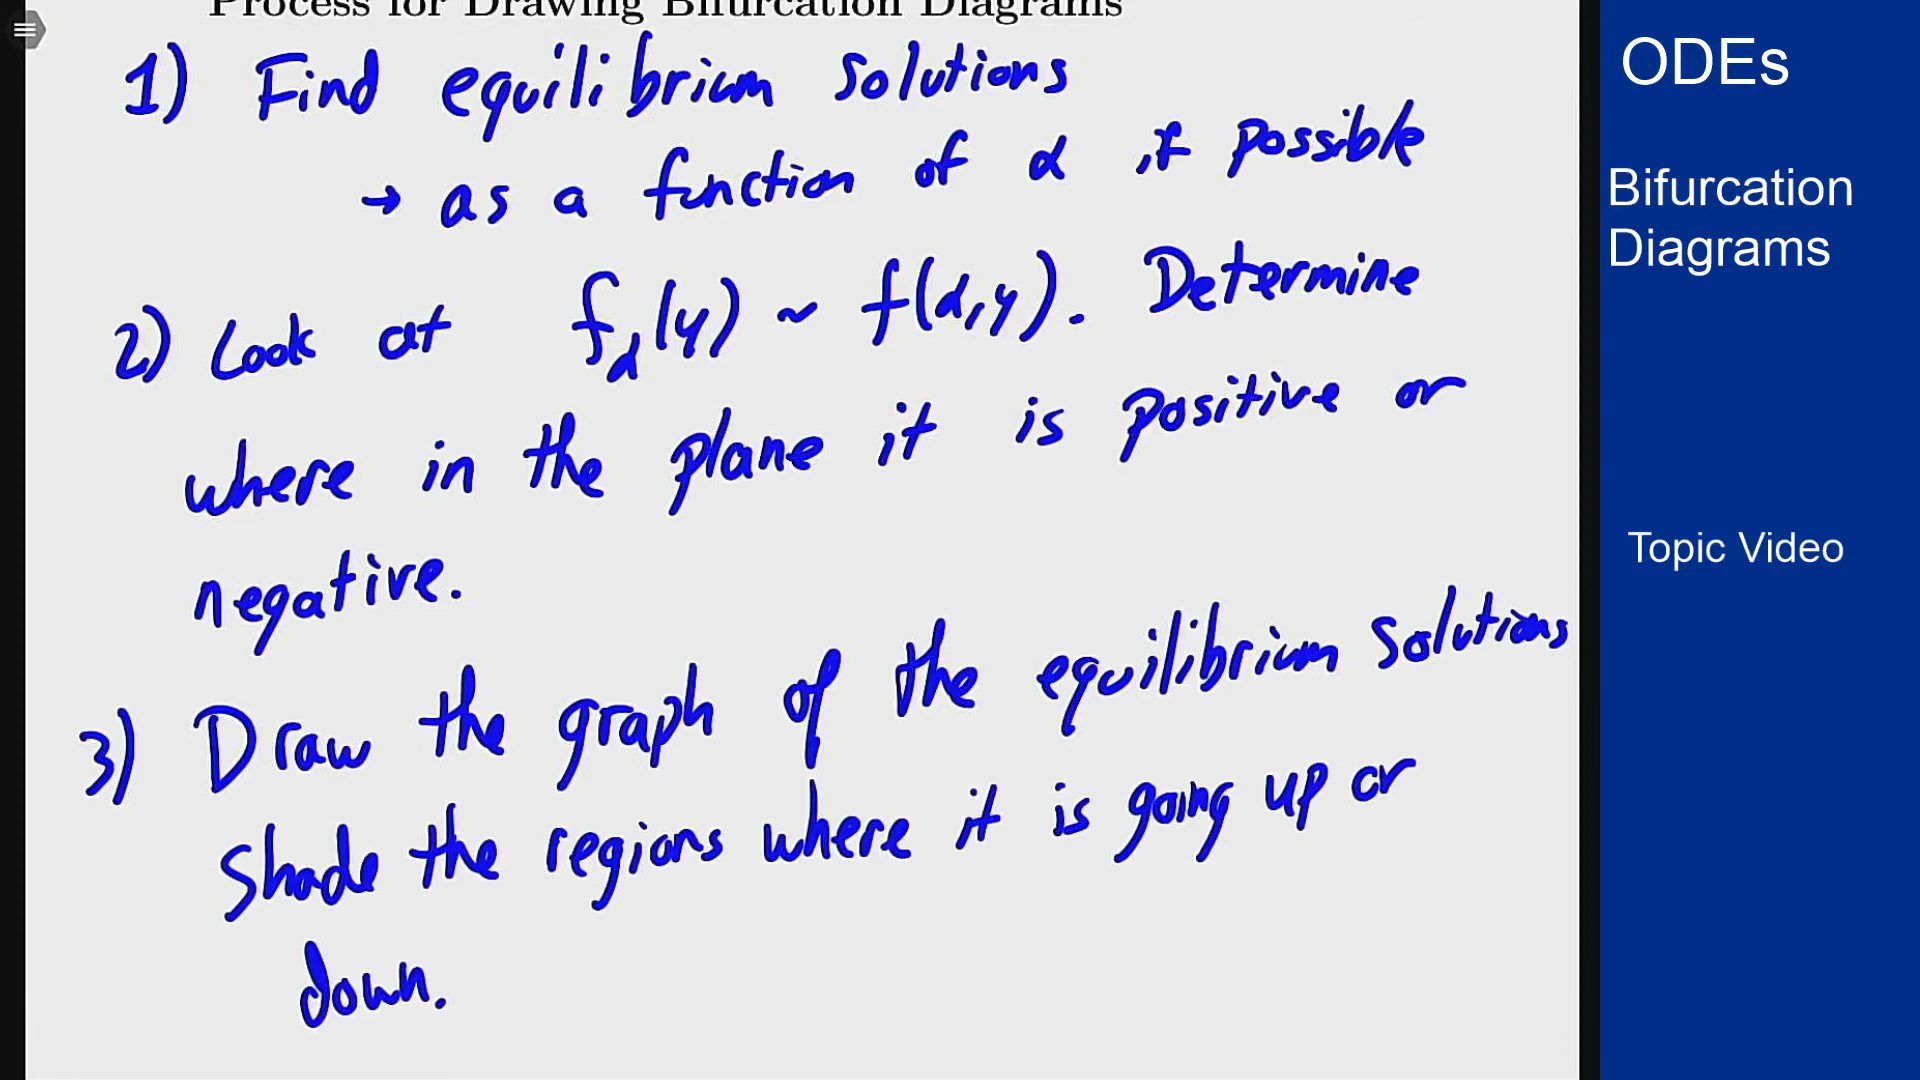 Process for Drawing Bifurcation Diagrams
1) Find equilibrium solutions
→ as a function of α if possible
2) Look at f_α(y) ~ f(α,y). Determine
where in the plane it is positive or
negative.
3) Draw the graph of the equilibrium solutions
Shade the regions where it is going up or
down.
ODEs
Bifurcation
Diagrams
Topic Video